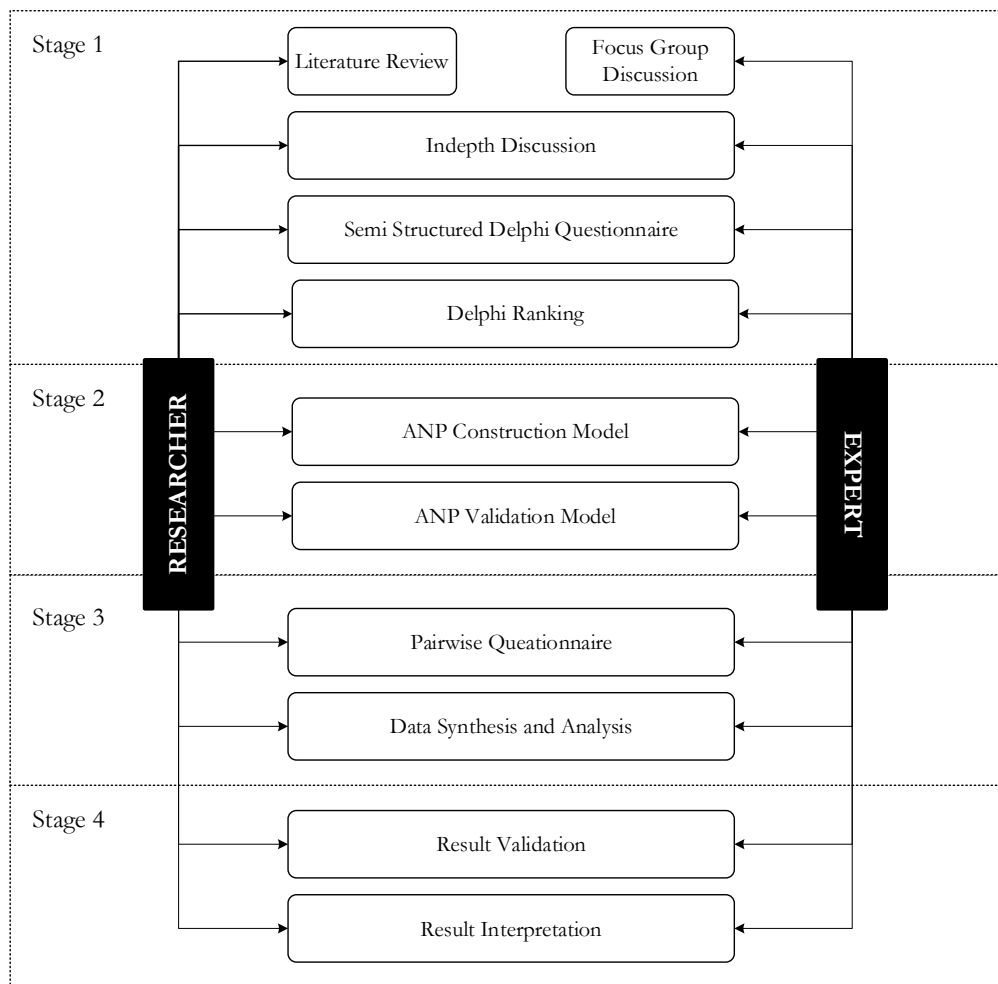 Stage 1
Literature Review
Focus Group
Discussion
Indepth Discussion
Semi Structured Delphi Questionnaire
Delphi Ranking
Stage 2
RESEARCHER
EXPERT
ANP Construction Model
ANP Validation Model
Stage 3
Pairwise Queationnaire
Data Synthesis and Analysis
Stage 4
Result Validation
Result Interpretation